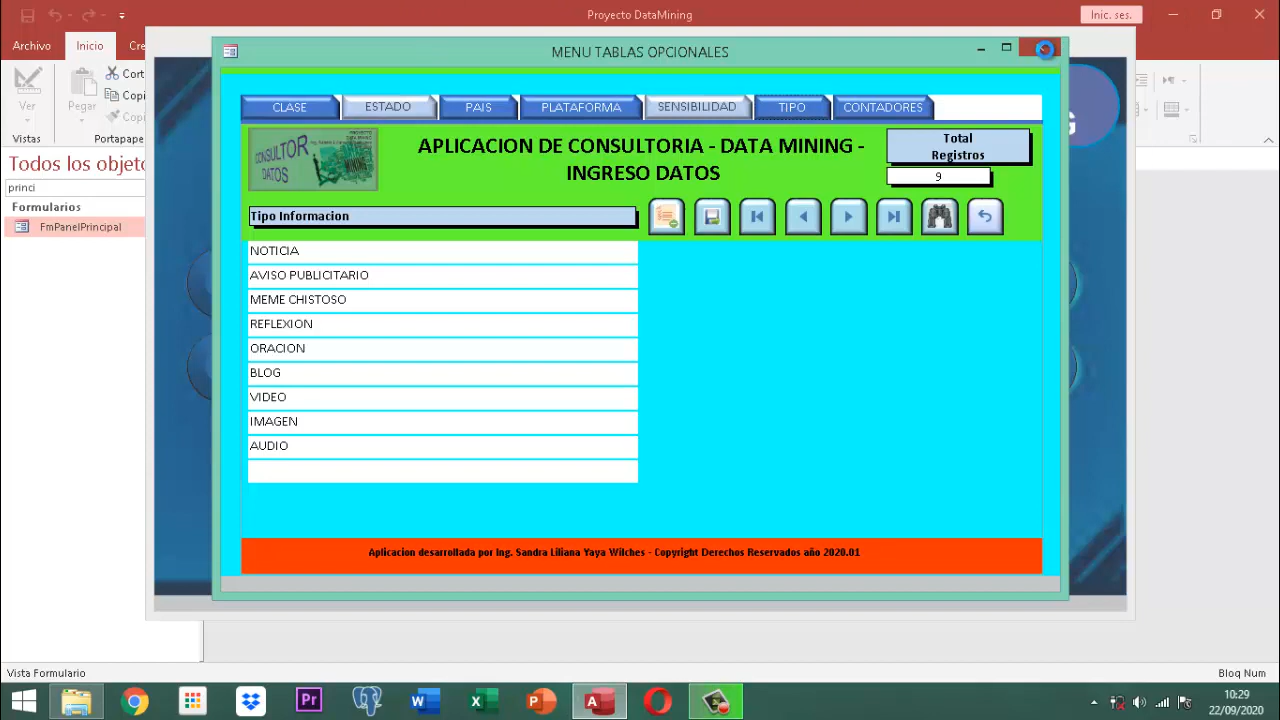 Proyecto DataMining
Inic. ses.
Archivo
Inicio
Cre
Ver
Pegar
Cort
Copi
Copi
Vistas
Portapape
Todos los objeto
princi
Formularios
FmPanelPrincipal
MENU TABLAS OPCIONALES
CLASE
ESTADO
PAIS
PLATAFORMA
SENSIBILIDAD
TIPO
CONTADORES
CONSULTOR
DATOS
APLICACION DE CONSULTORIA - DATA MINING -
INGRESO DATOS
Total
Registros
9
Tipo Informacion
NOTICIA
AVISO PUBLICITARIO
MEME CHISTOSO
REFLEXION
ORACION
BLOG
VIDEO
IMAGEN
AUDIO
Aplicacion desarrollada por Ing. Sandra Liliana Yaya Wilches - Copyright Derechos Reservados año 2020.01
G
Vista Formulario
Bloq Num
10:29
22/09/2020